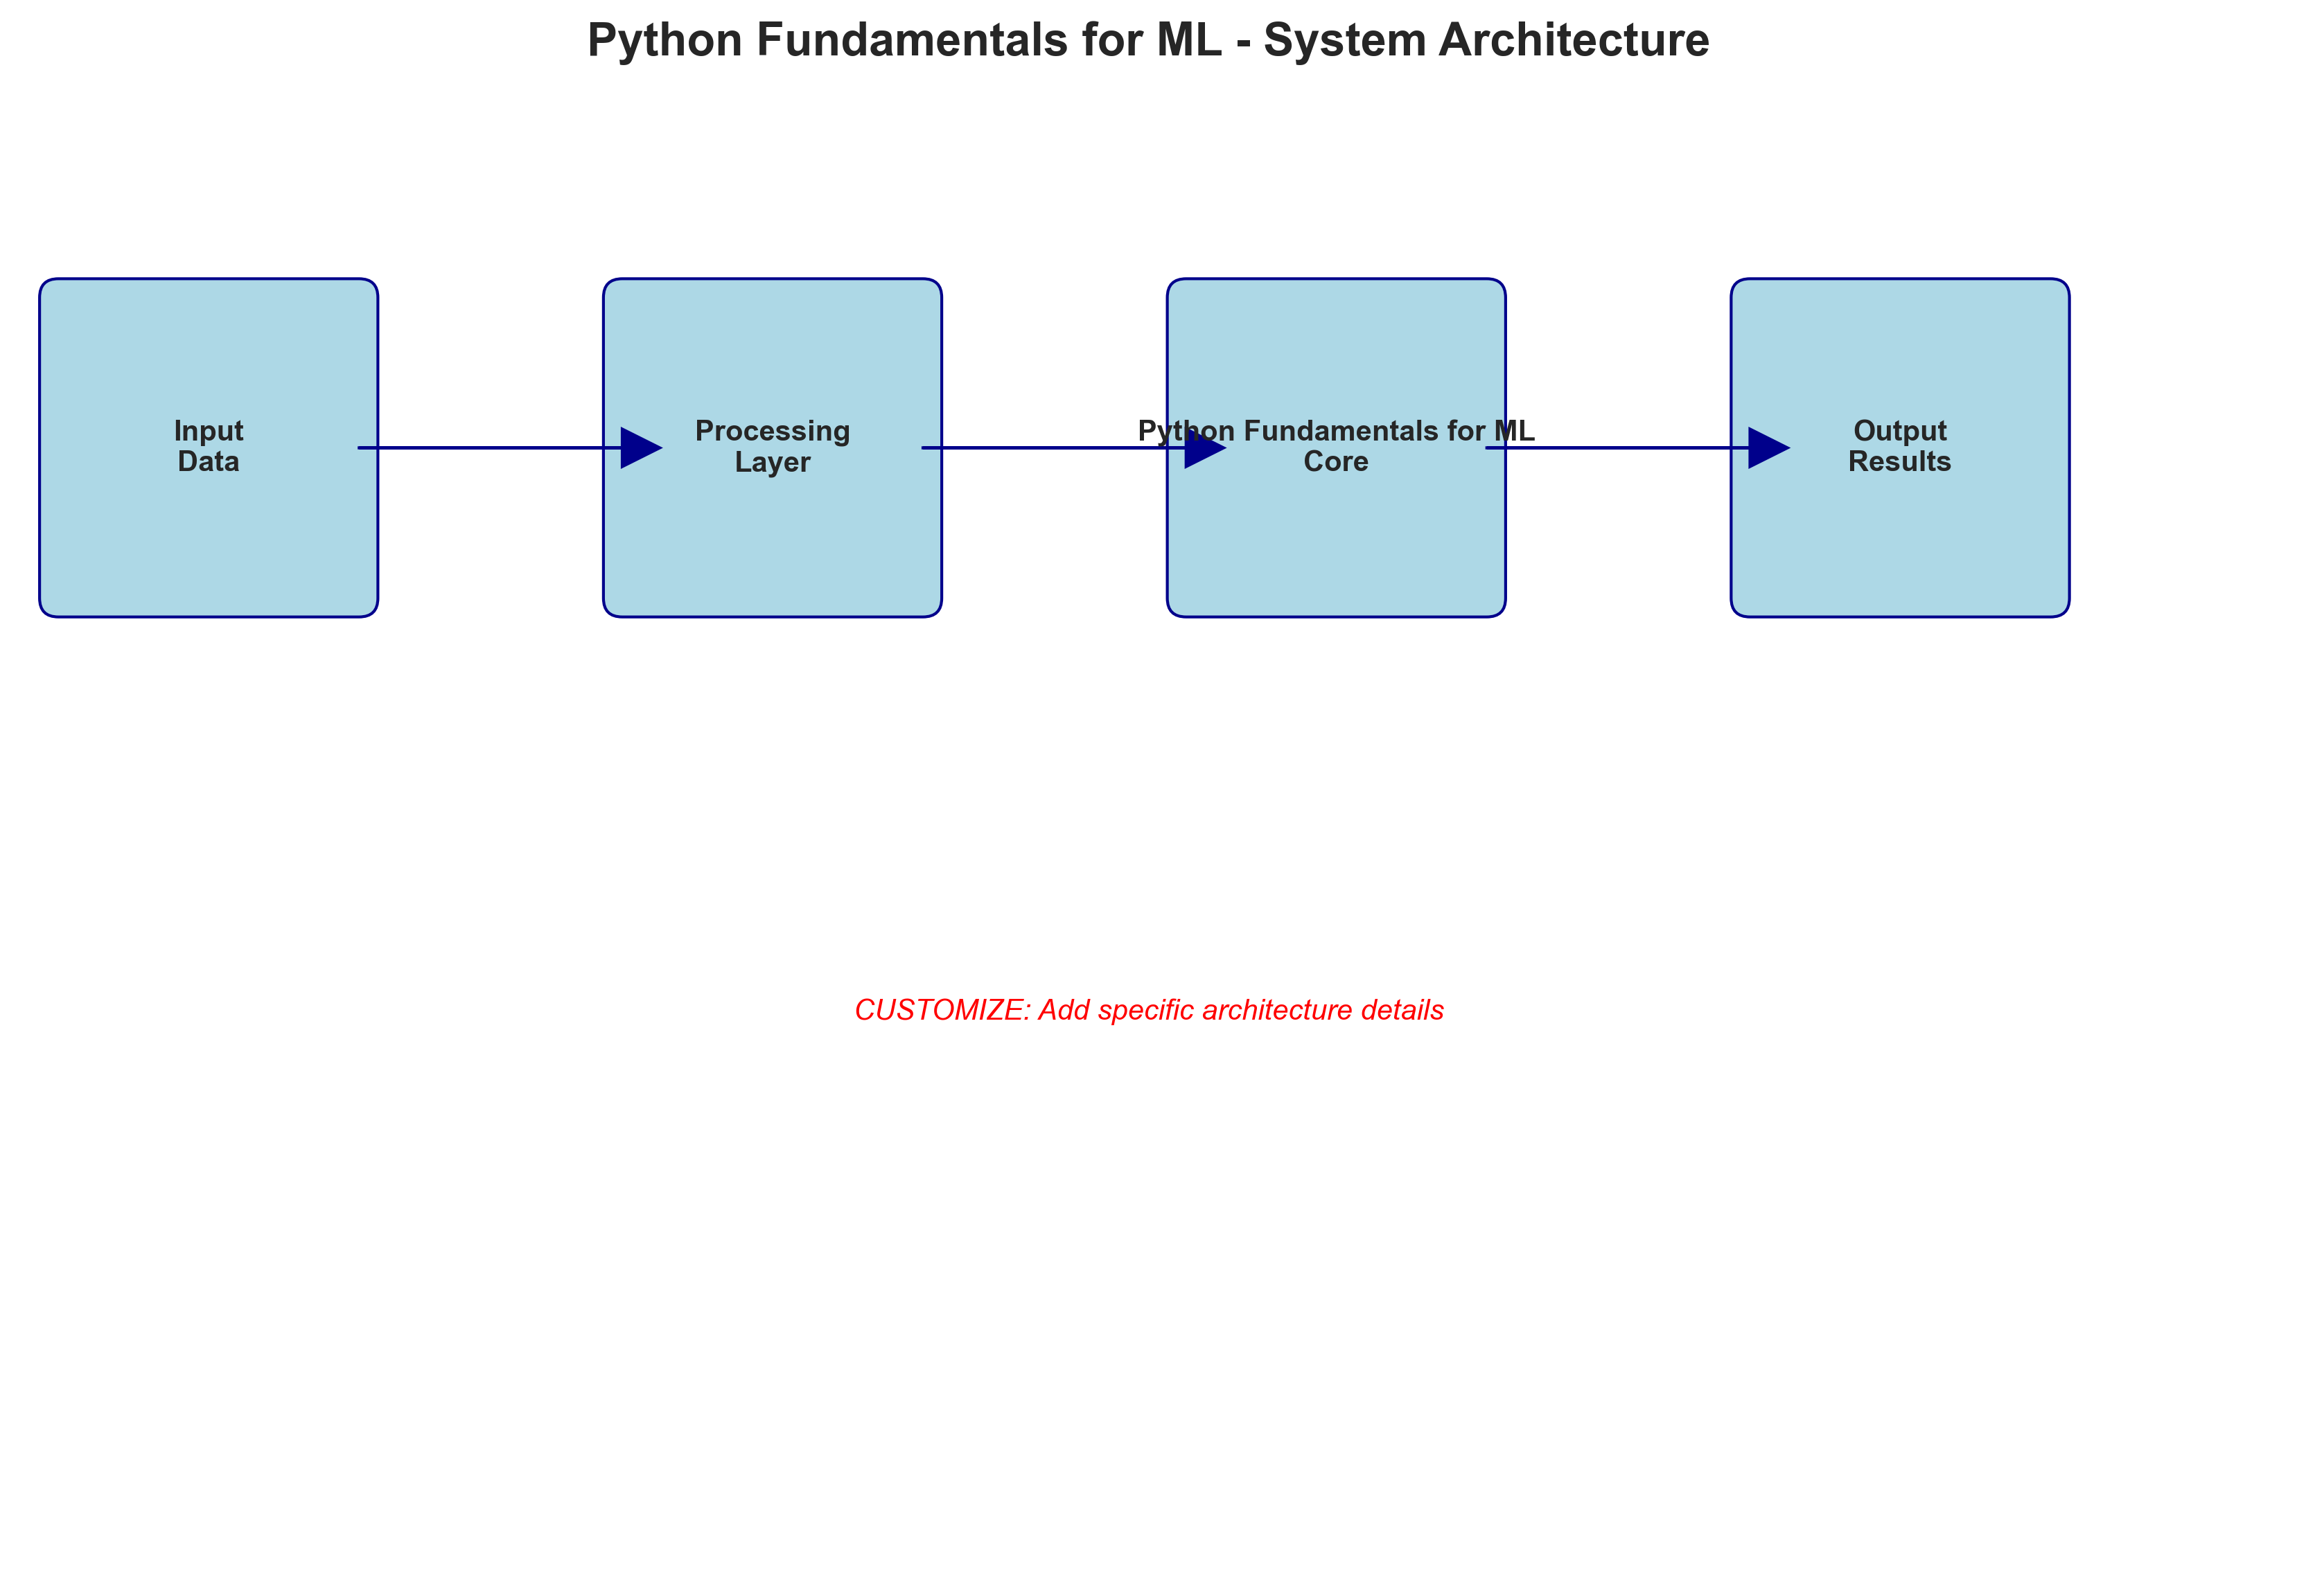 Python Fundamentals for ML - System Architecture
Input
Data
Processing
Layer
Python Fundamentals for ML
Core
Output
Results
CUSTOMIZE: Add specific architecture details